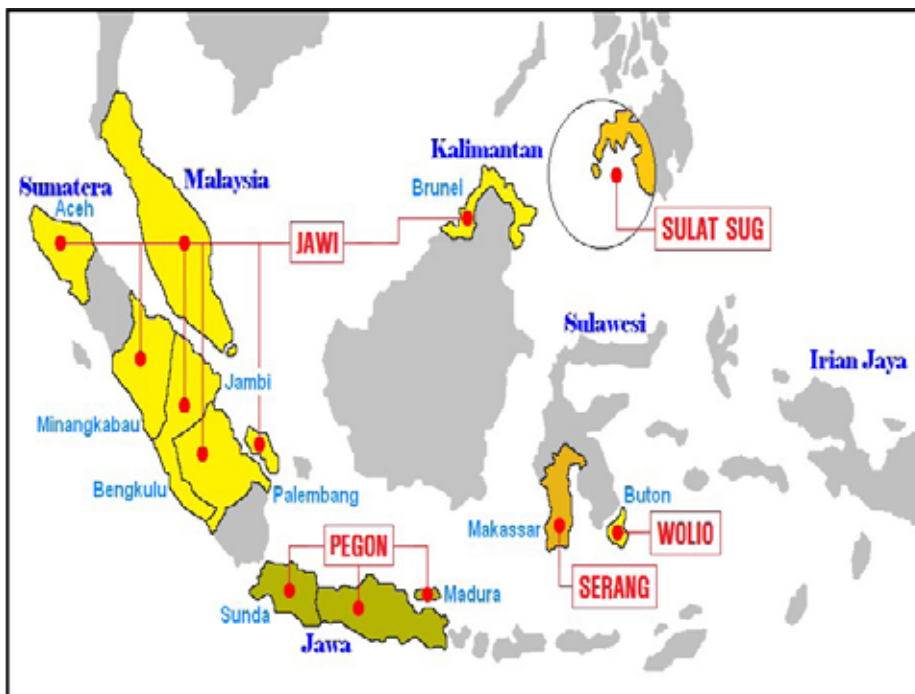 Kalimantan
Malaysia
Sumatera
Aceh
Brunei
JAWI
SULAT SUG
Sulawesi
Irian Jaya
Jambi
Minangkabau
Bengkulu
Palembang
Buton
Makassar
WOLIO
PEGON
SERANG
Madura
Sunda
Jawa